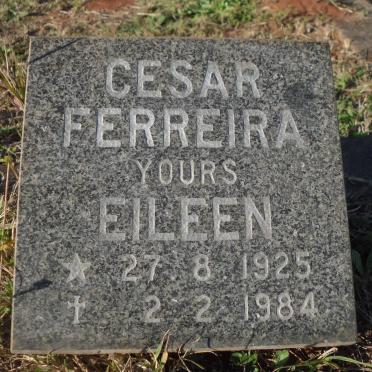 CESAR
FERREIRA
YOURS
EILEEN
☆ 27 8 1925
† 2 2 1984